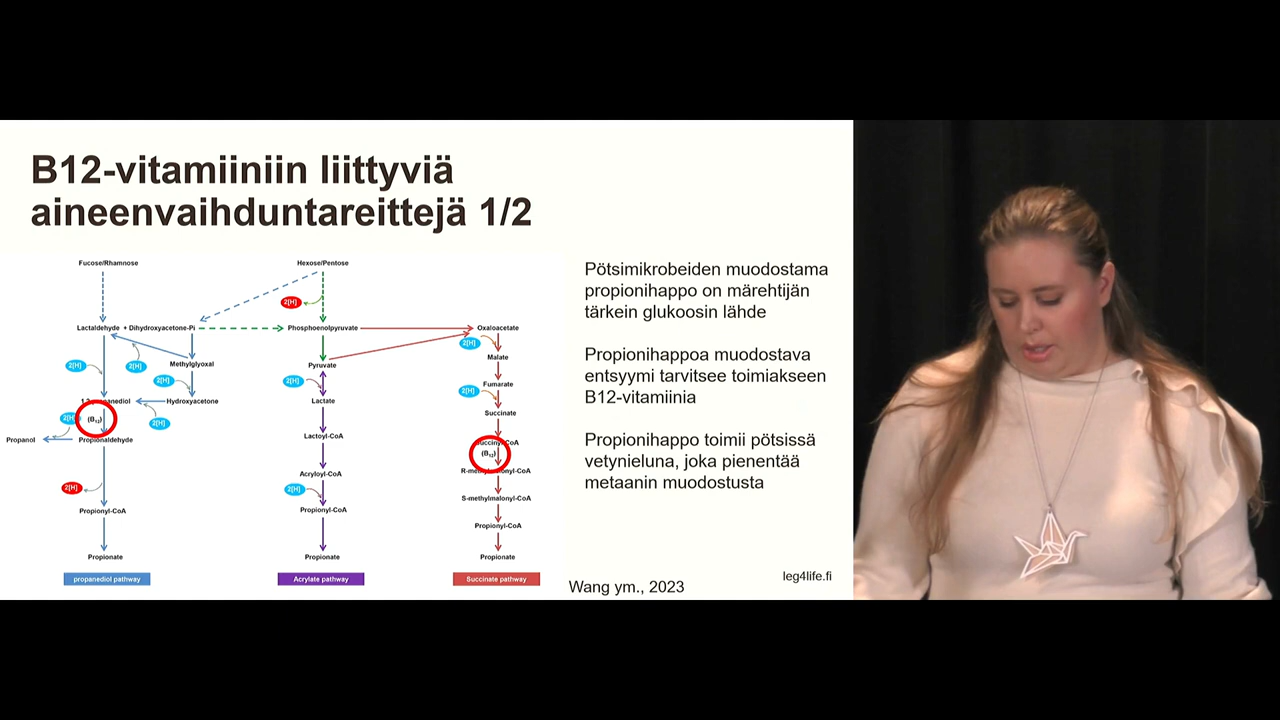 B12-vitamiiniin liittyviä
aineenvaihduntareittejä 1/2
Fucose/Rhamnose
Hexose/Pentose
2[H]
Lactaldehyde + Dihydroxyacetone-Pi
Phosphoenolpyruvate
Oxaloacetate
2[H]
Malate
2[H]
2[H]
Methylglyoxal
Pyruvate
2[H]
2[H]
Fumarate
2[H]
Hydroxyacetone
Lactate
Succinate
2[H]
(B12)
2[H]
Propanol
Propionaldehyde
Lactoyl-CoA
(B12)
Acryloyl-CoA
2[H]
2[H]
S-methylmalonyl-CoA
Propionyl-CoA
Propionyl-CoA
Propionyl-CoA
Propionate
Propionate
Propionate
propanediol pathway
Acrylate pathway
Succinate pathway
Pötsimikrobeiden muodostama
propionihappo on märehtijän
tärkein glukoosin lähde
Propionihappoa muodostava
entsyymi tarvitsee toimiakseen
B12-vitamiinia
Propionihappo toimii pötsissä
vetynieluna, joka pienentää
metaanin muodostusta
Wang ym., 2023
leg4life.fi